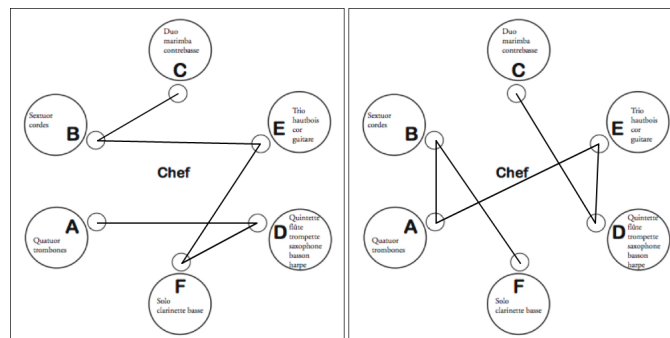 Duo
marimba
contrebasse
C
Sextuor
cordes
B
Trio
hautbois
cor
guitare
E
Chef
A
Quatuor
trombones
D
Quintette
flûte
trompette
saxophone
basson
harpe
F
Solo
clarinette basse
Duo
marimba
contrebasse
C
Sextuor
cordes
B
Trio
hautbois
cor
guitare
E
Chef
A
Quatuor
trombones
D
Quintette
flûte
trompette
saxophone
basson
harpe
F
Solo
clarinette basse